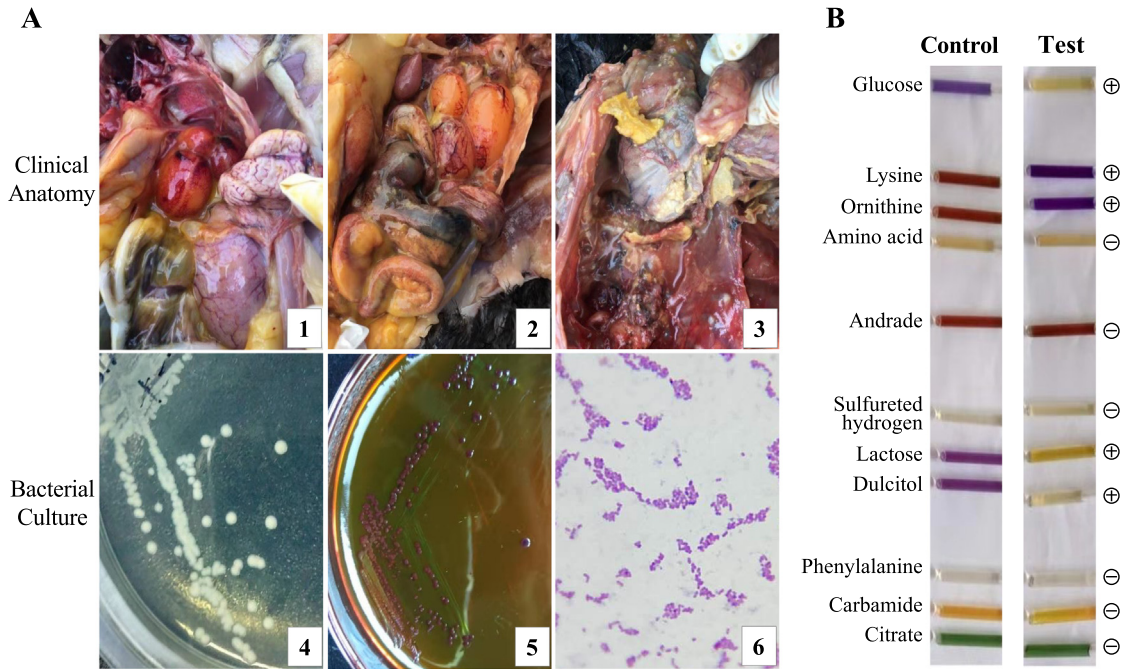 A
B
Control Test
Clinical
Anatomy
1
2
3
Bacterial
Culture
4
5
6
Glucose ⊕
Lysine ⊕
Ornithine ⊕
Amino acid ⊖
Andrade ⊖
Sulfureted
hydrogen ⊖
Lactose ⊕
Dulcitol ⊕
Phenylalanine ⊖
Carbamide ⊖
Citrate ⊖